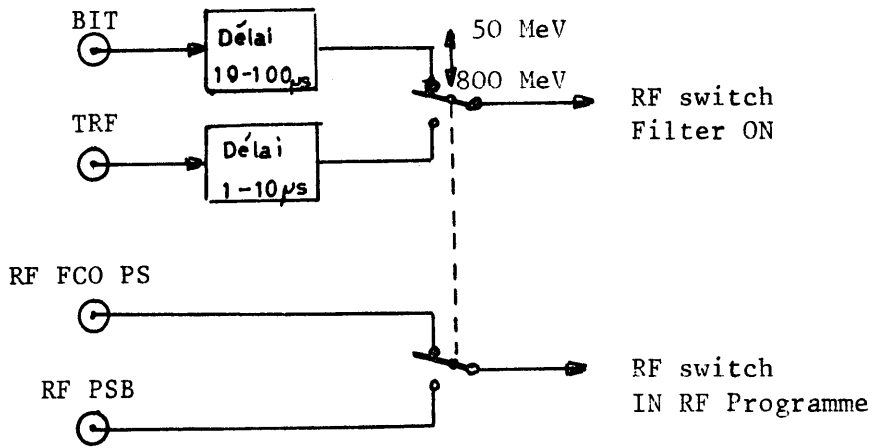 BIT
Délai
10-100µs
50 MeV
800 MeV
RF switch
Filter ON
TRF
Délai
1-10µs
RF FCO PS
RF switch
IN RF Programme
RF PSB